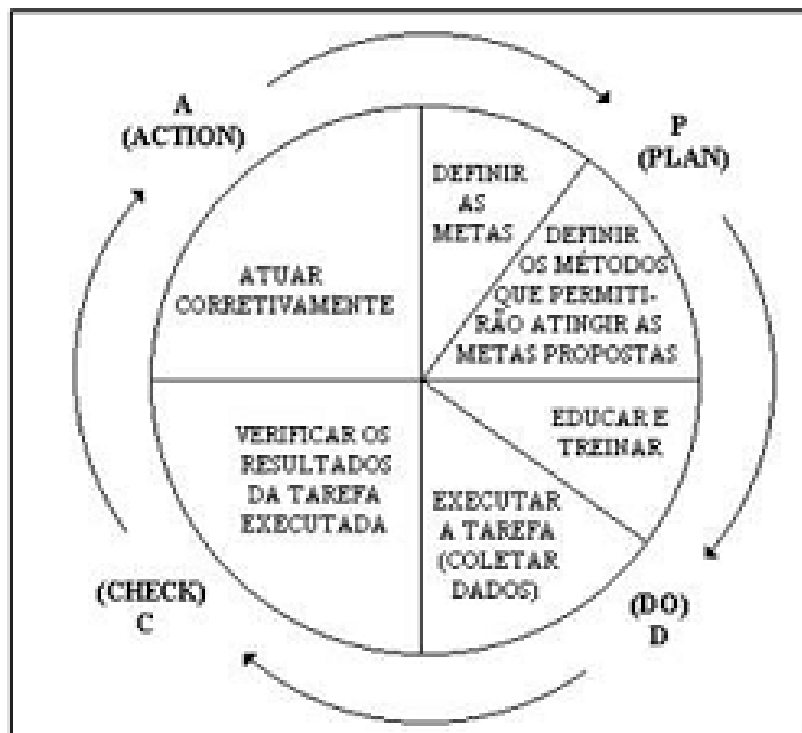 A
(ACTION)
P
(PLAN)
DEFINIR
AS
METAS
DEFINIR
OS MÉTODOS
QUE PERMITI-
RÃO ATINGIR AS
METAS PROPOSTAS
ATUAR
CORRETIVAMENTE
EDUCAR E
TREINAR
VERIFICAR OS
RESULTADOS
DA TAREFA
EXECUTADA
EXECUTAR
A TAREFA
(COLETAR
DADOS)
(CHECK)
C
(DO)
D